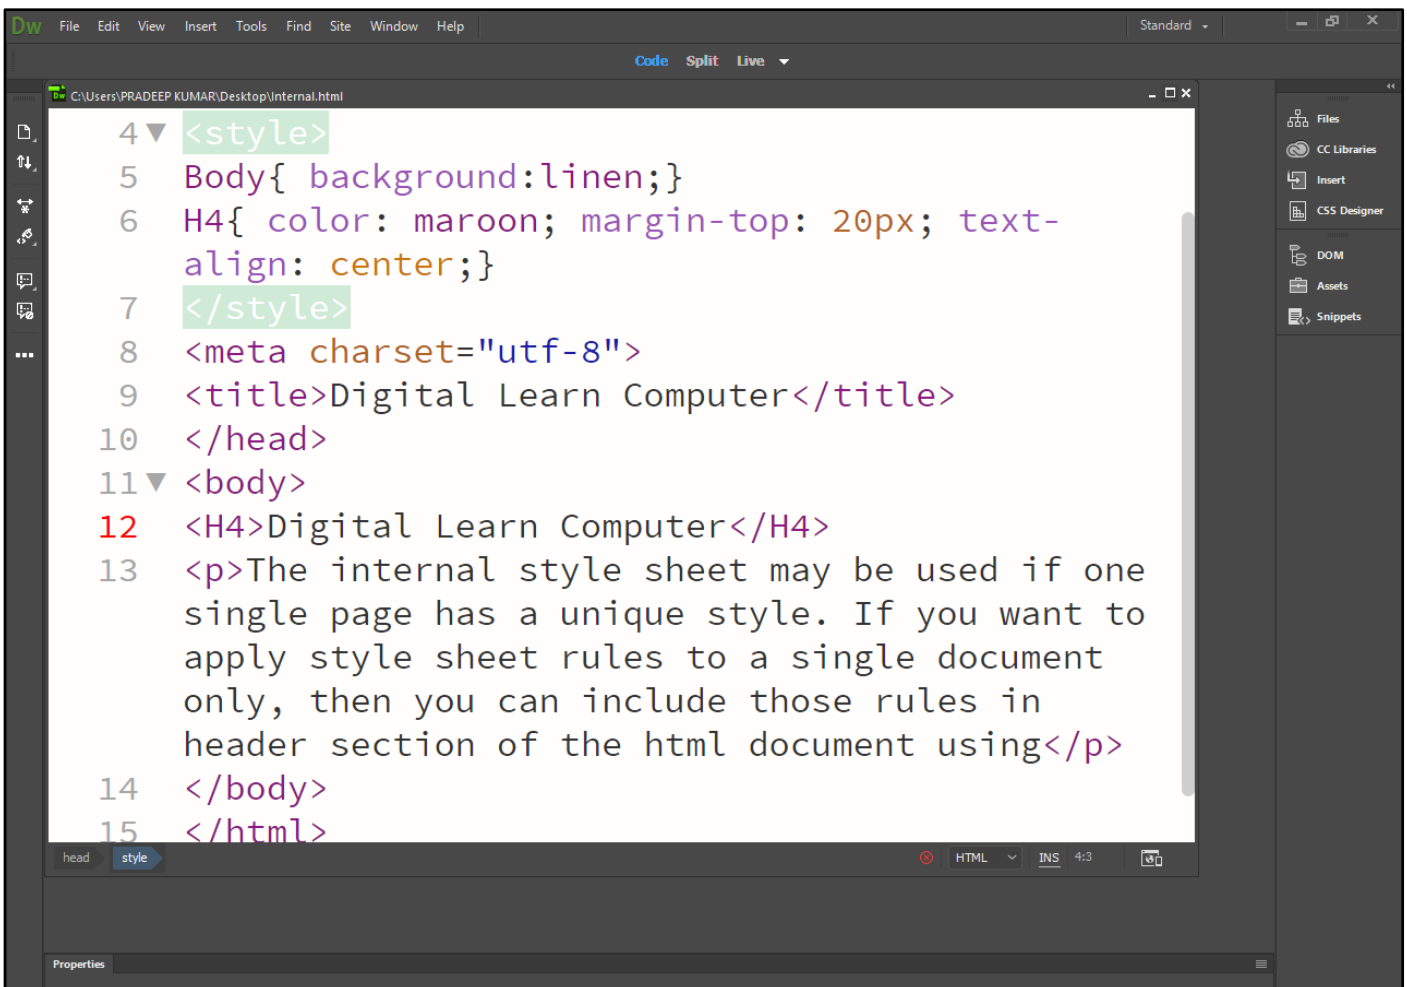 Dw File Edit View Insert Tools Find Site Window Help Standard
Code Split Live
C:\Users\PRADEEP KUMAR\Desktop\Internal.html
4 <style>
5 Body{ background:linen;}
6 H4{ color: maroon; margin-top: 20px; text-
align: center;}
7 </style>
8 <meta charset="utf-8">
9 <title>Digital Learn Computer</title>
10 </head>
11 <body>
12 <H4>Digital Learn Computer</H4>
13 <p>The internal style sheet may be used if one
single page has a unique style. If you want to
apply style sheet rules to a single document
only, then you can include those rules in
header section of the html document using</p>
14 </body>
15 </html>
head style HTML INS 4:3
Properties
Files
CC Libraries
Insert
CSS Designer
DOM
Assets
Snippets